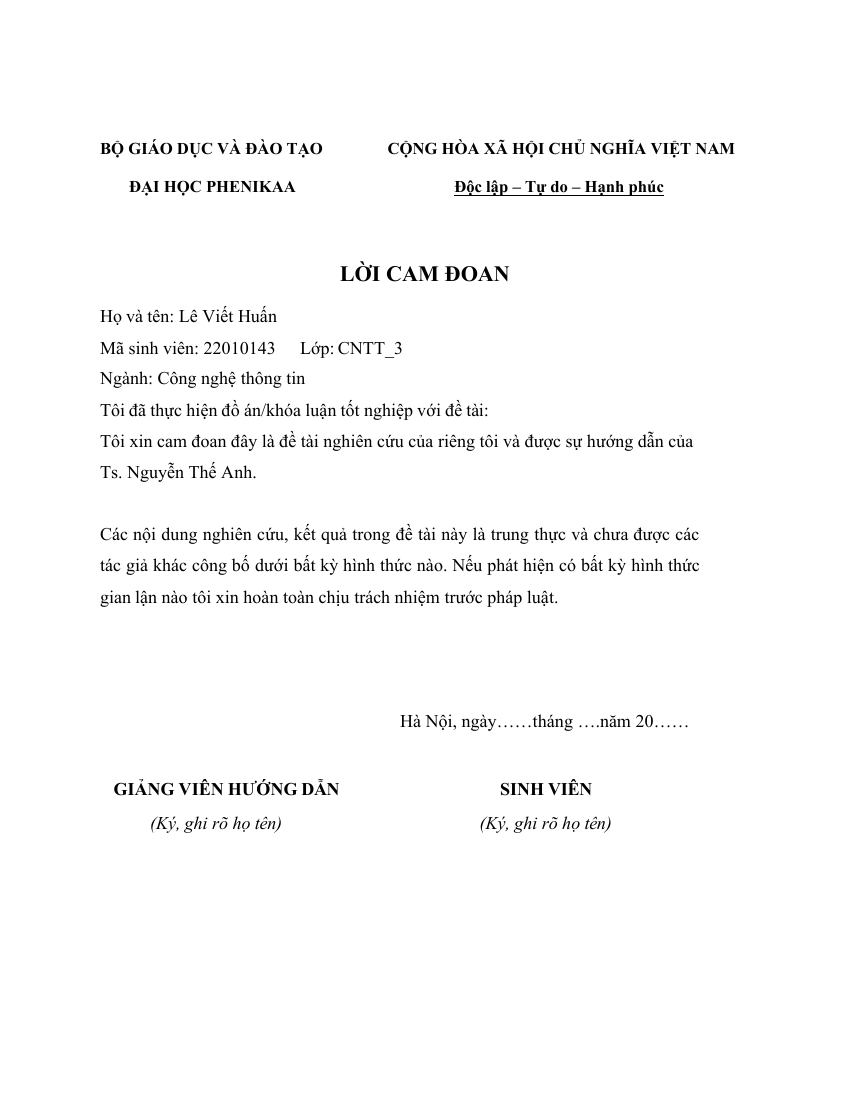 BỘ GIÁO DỤC VÀ ĐÀO TẠO CỘNG HÒA XÃ HỘI CHỦ NGHĨA VIỆT NAM
ĐẠI HỌC PHENIKAA Độc lập – Tự do – Hạnh phúc
LỜI CAM ĐOAN
Họ và tên: Lê Viết Huấn
Mã sinh viên: 22010143 Lớp: CNTT_3
Ngành: Công nghệ thông tin
Tôi đã thực hiện đồ án/khóa luận tốt nghiệp với đề tài:
Tôi xin cam đoan đây là đề tài nghiên cứu của riêng tôi và được sự hướng dẫn của
Ts. Nguyễn Thế Anh.
Các nội dung nghiên cứu, kết quả trong đề tài này là trung thực và chưa được các
tác giả khác công bố dưới bất kỳ hình thức nào. Nếu phát hiện có bất kỳ hình thức
gian lận nào tôi xin hoàn toàn chịu trách nhiệm trước pháp luật.
Hà Nội, ngày……tháng ….năm 20……
GIẢNG VIÊN HƯỚNG DẪN SINH VIÊN
(Ký, ghi rõ họ tên) (Ký, ghi rõ họ tên)